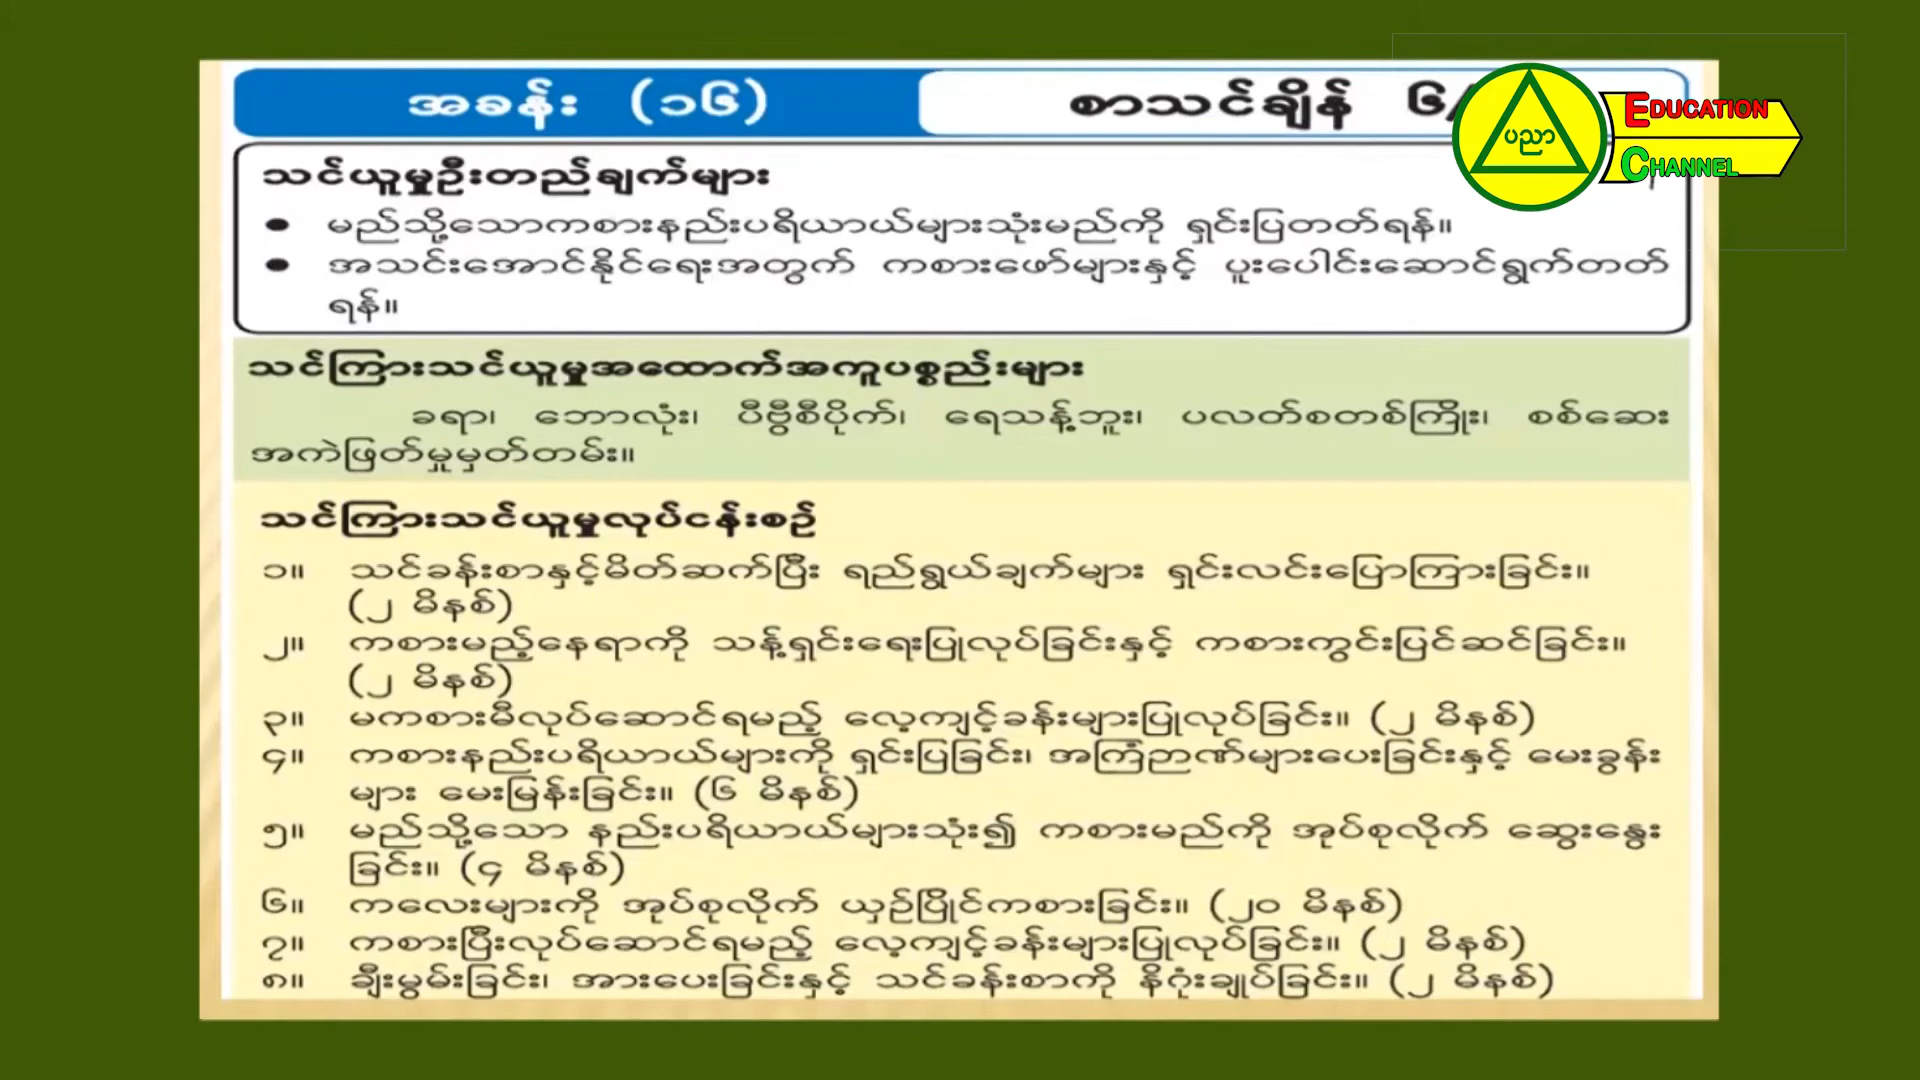 အခန်း (၁၆)
စာသင်ချိန် ၆/
ပညာ
EDUCATION
CHANNEL
သင်ယူမှုဦးတည်ချက်များ
● မည်သို့သောကစားနည်းပရိယာယ်များသုံးမည်ကို ရှင်းပြတတ်ရန်။
● အသင်းအောင်နိုင်ရေးအတွက် ကစားဖော်များနှင့် ပူးပေါင်းဆောင်ရွက်တတ်
ရန်။
သင်ကြားသင်ယူမှုအထောက်အကူပစ္စည်းများ
ခရာ၊ ဘောလုံး၊ ပီဗွီစီပိုက်၊ ရေသန့်ဘူး၊ ပလတ်စတစ်ကြိုး၊ စစ်ဆေး
အကဲဖြတ်မှုမှတ်တမ်း။
သင်ကြားသင်ယူမှုလုပ်ငန်းစဉ်
၁။ သင်ခန်းစာနှင့်မိတ်ဆက်ပြီး ရည်ရွယ်ချက်များ ရှင်းလင်းပြောကြားခြင်း။
(၂ မိနစ်)
၂။ ကစားမည့်နေရာကို သန့်ရှင်းရေးပြုလုပ်ခြင်းနှင့် ကစားကွင်းပြင်ဆင်ခြင်း။
(၂ မိနစ်)
၃။ မကစားမီလုပ်ဆောင်ရမည့် လေ့ကျင့်ခန်းများပြုလုပ်ခြင်း။ (၂ မိနစ်)
၄။ ကစားနည်းပရိယာယ်များကို ရှင်းပြခြင်း၊ အကြံဉာဏ်များပေးခြင်းနှင့် မေးခွန်း
များ မေးမြန်းခြင်း။ (၆ မိနစ်)
၅။ မည်သို့သော နည်းပရိယာယ်များသုံး၍ ကစားမည်ကို အုပ်စုလိုက် ဆွေးနွေး
ခြင်း။ (၄ မိနစ်)
၆။ ကလေးများကို အုပ်စုလိုက် ယှဉ်ပြိုင်ကစားခြင်း။ (၂၀ မိနစ်)
၇။ ကစားပြီးလုပ်ဆောင်ရမည့် လေ့ကျင့်ခန်းများပြုလုပ်ခြင်း။ (၂ မိနစ်)
၈။ ချီးမွမ်းခြင်း၊ အားပေးခြင်းနှင့် သင်ခန်းစာကို နိဂုံးချုပ်ခြင်း။ (၂ မိနစ်)